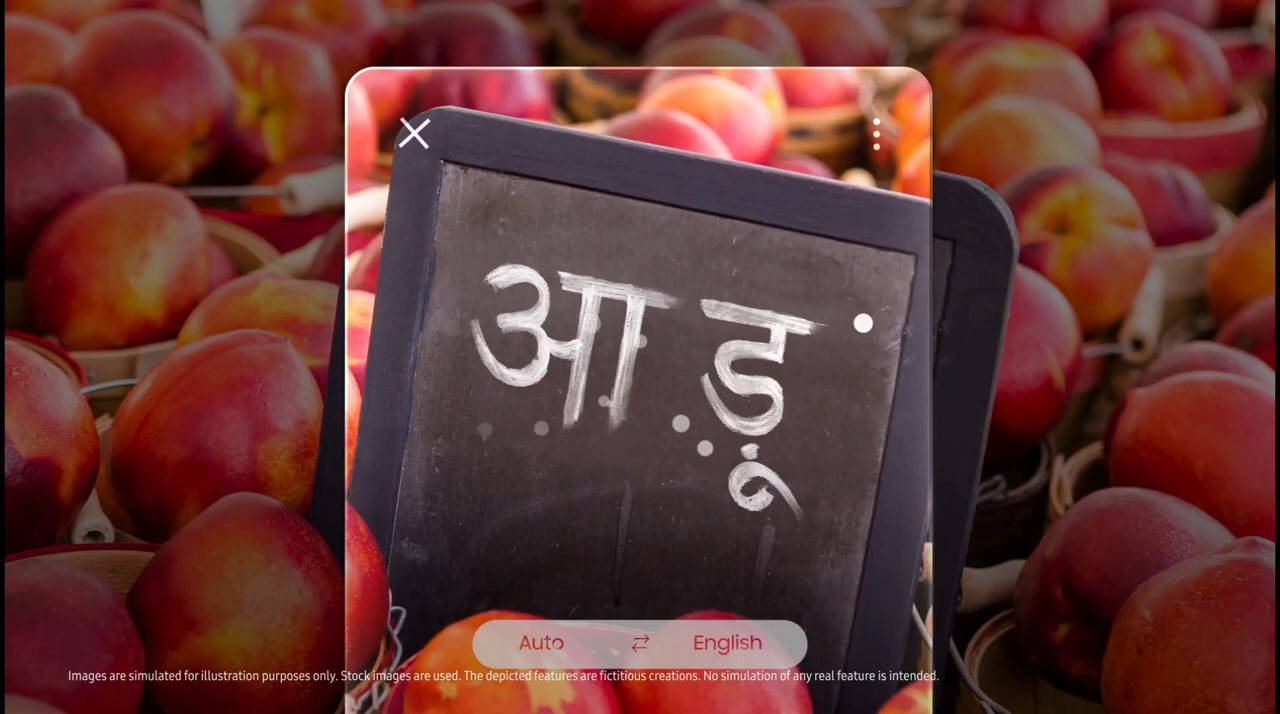 आडू
Auto English
Images are simulated for illustration purposes only. Stock images are used. The depicted features are fictitious creations. No simulation of any real feature is intended.